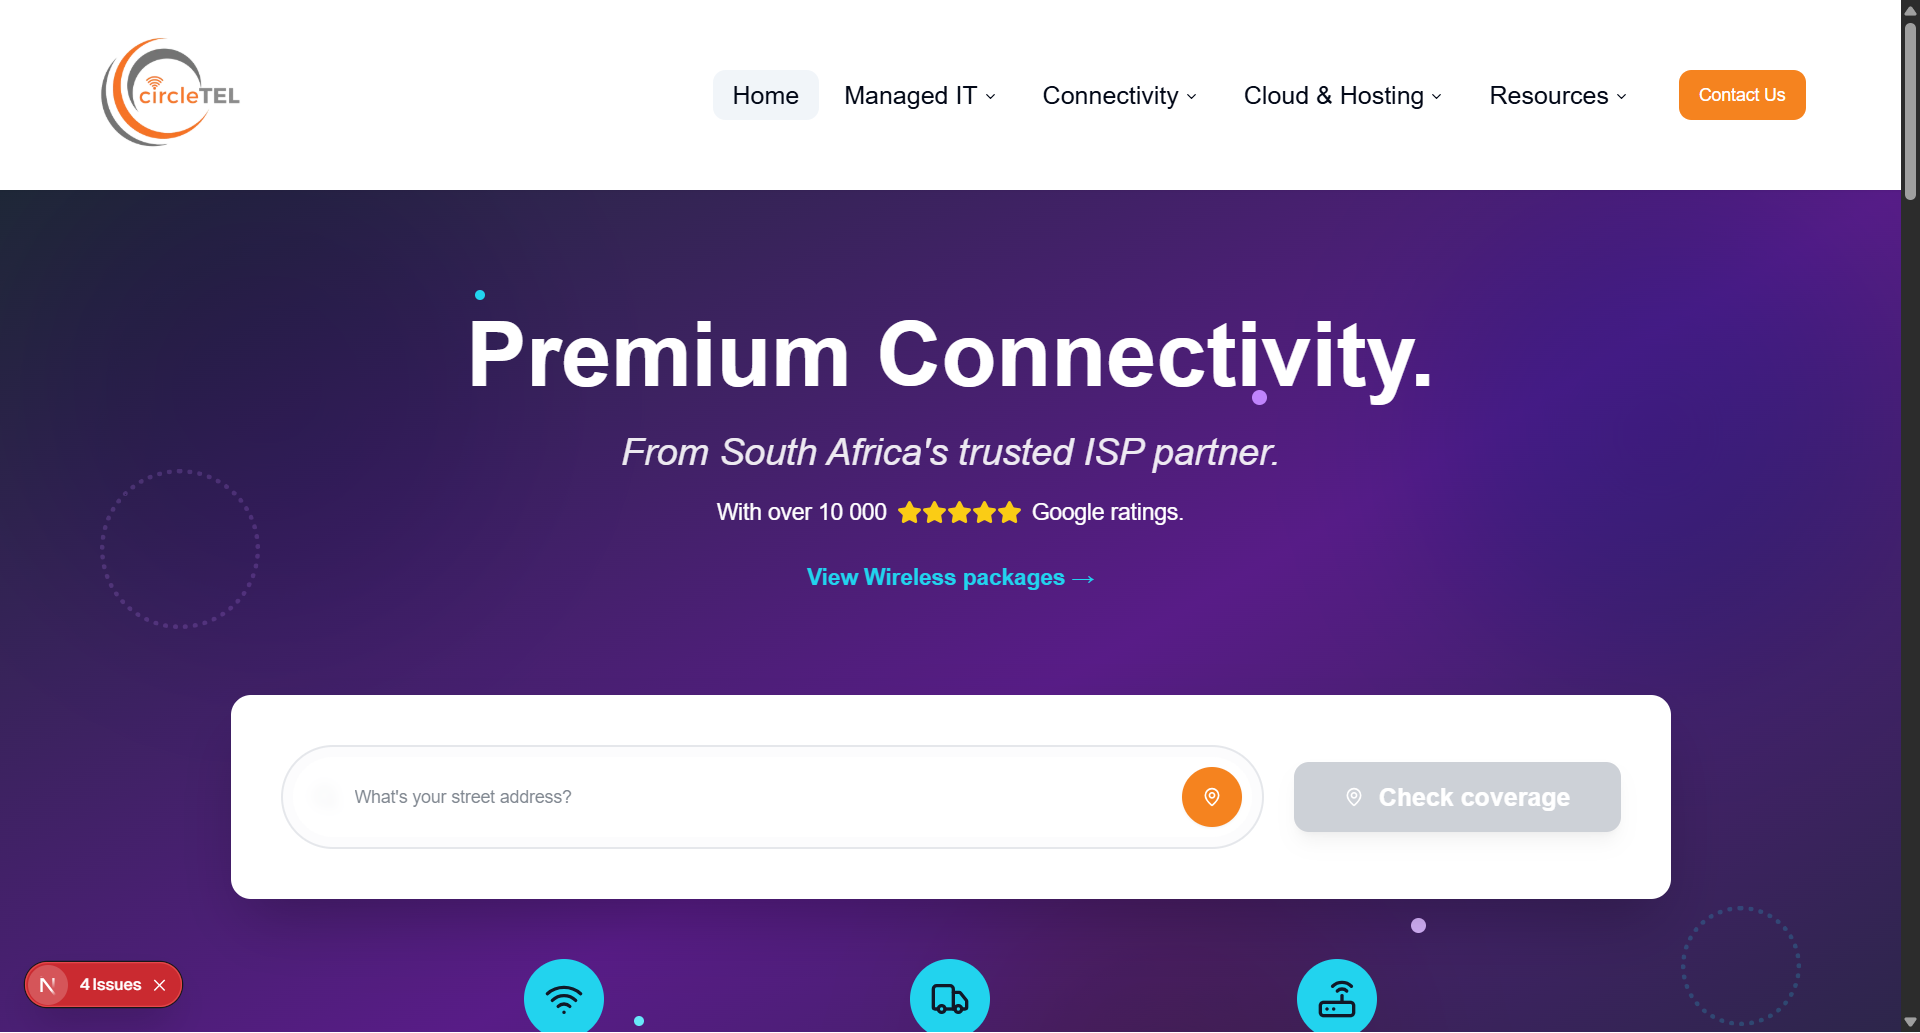 circleTEL
Home
Managed IT
Connectivity
Cloud & Hosting
Resources
Contact Us
Premium Connectivity.
From South Africa's trusted ISP partner.
With over 10 000 Google ratings.
View Wireless packages →
What's your street address?
Check coverage
N 4 Issues